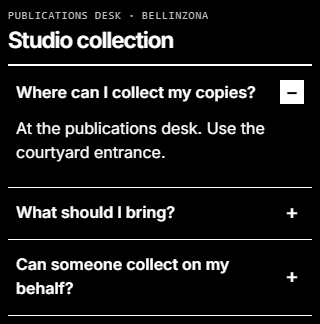 PUBLICATIONS DESK · BELLINZONA
Studio collection
Where can I collect my copies? −
At the publications desk. Use the
courtyard entrance.
What should I bring? +
Can someone collect on my
behalf? +